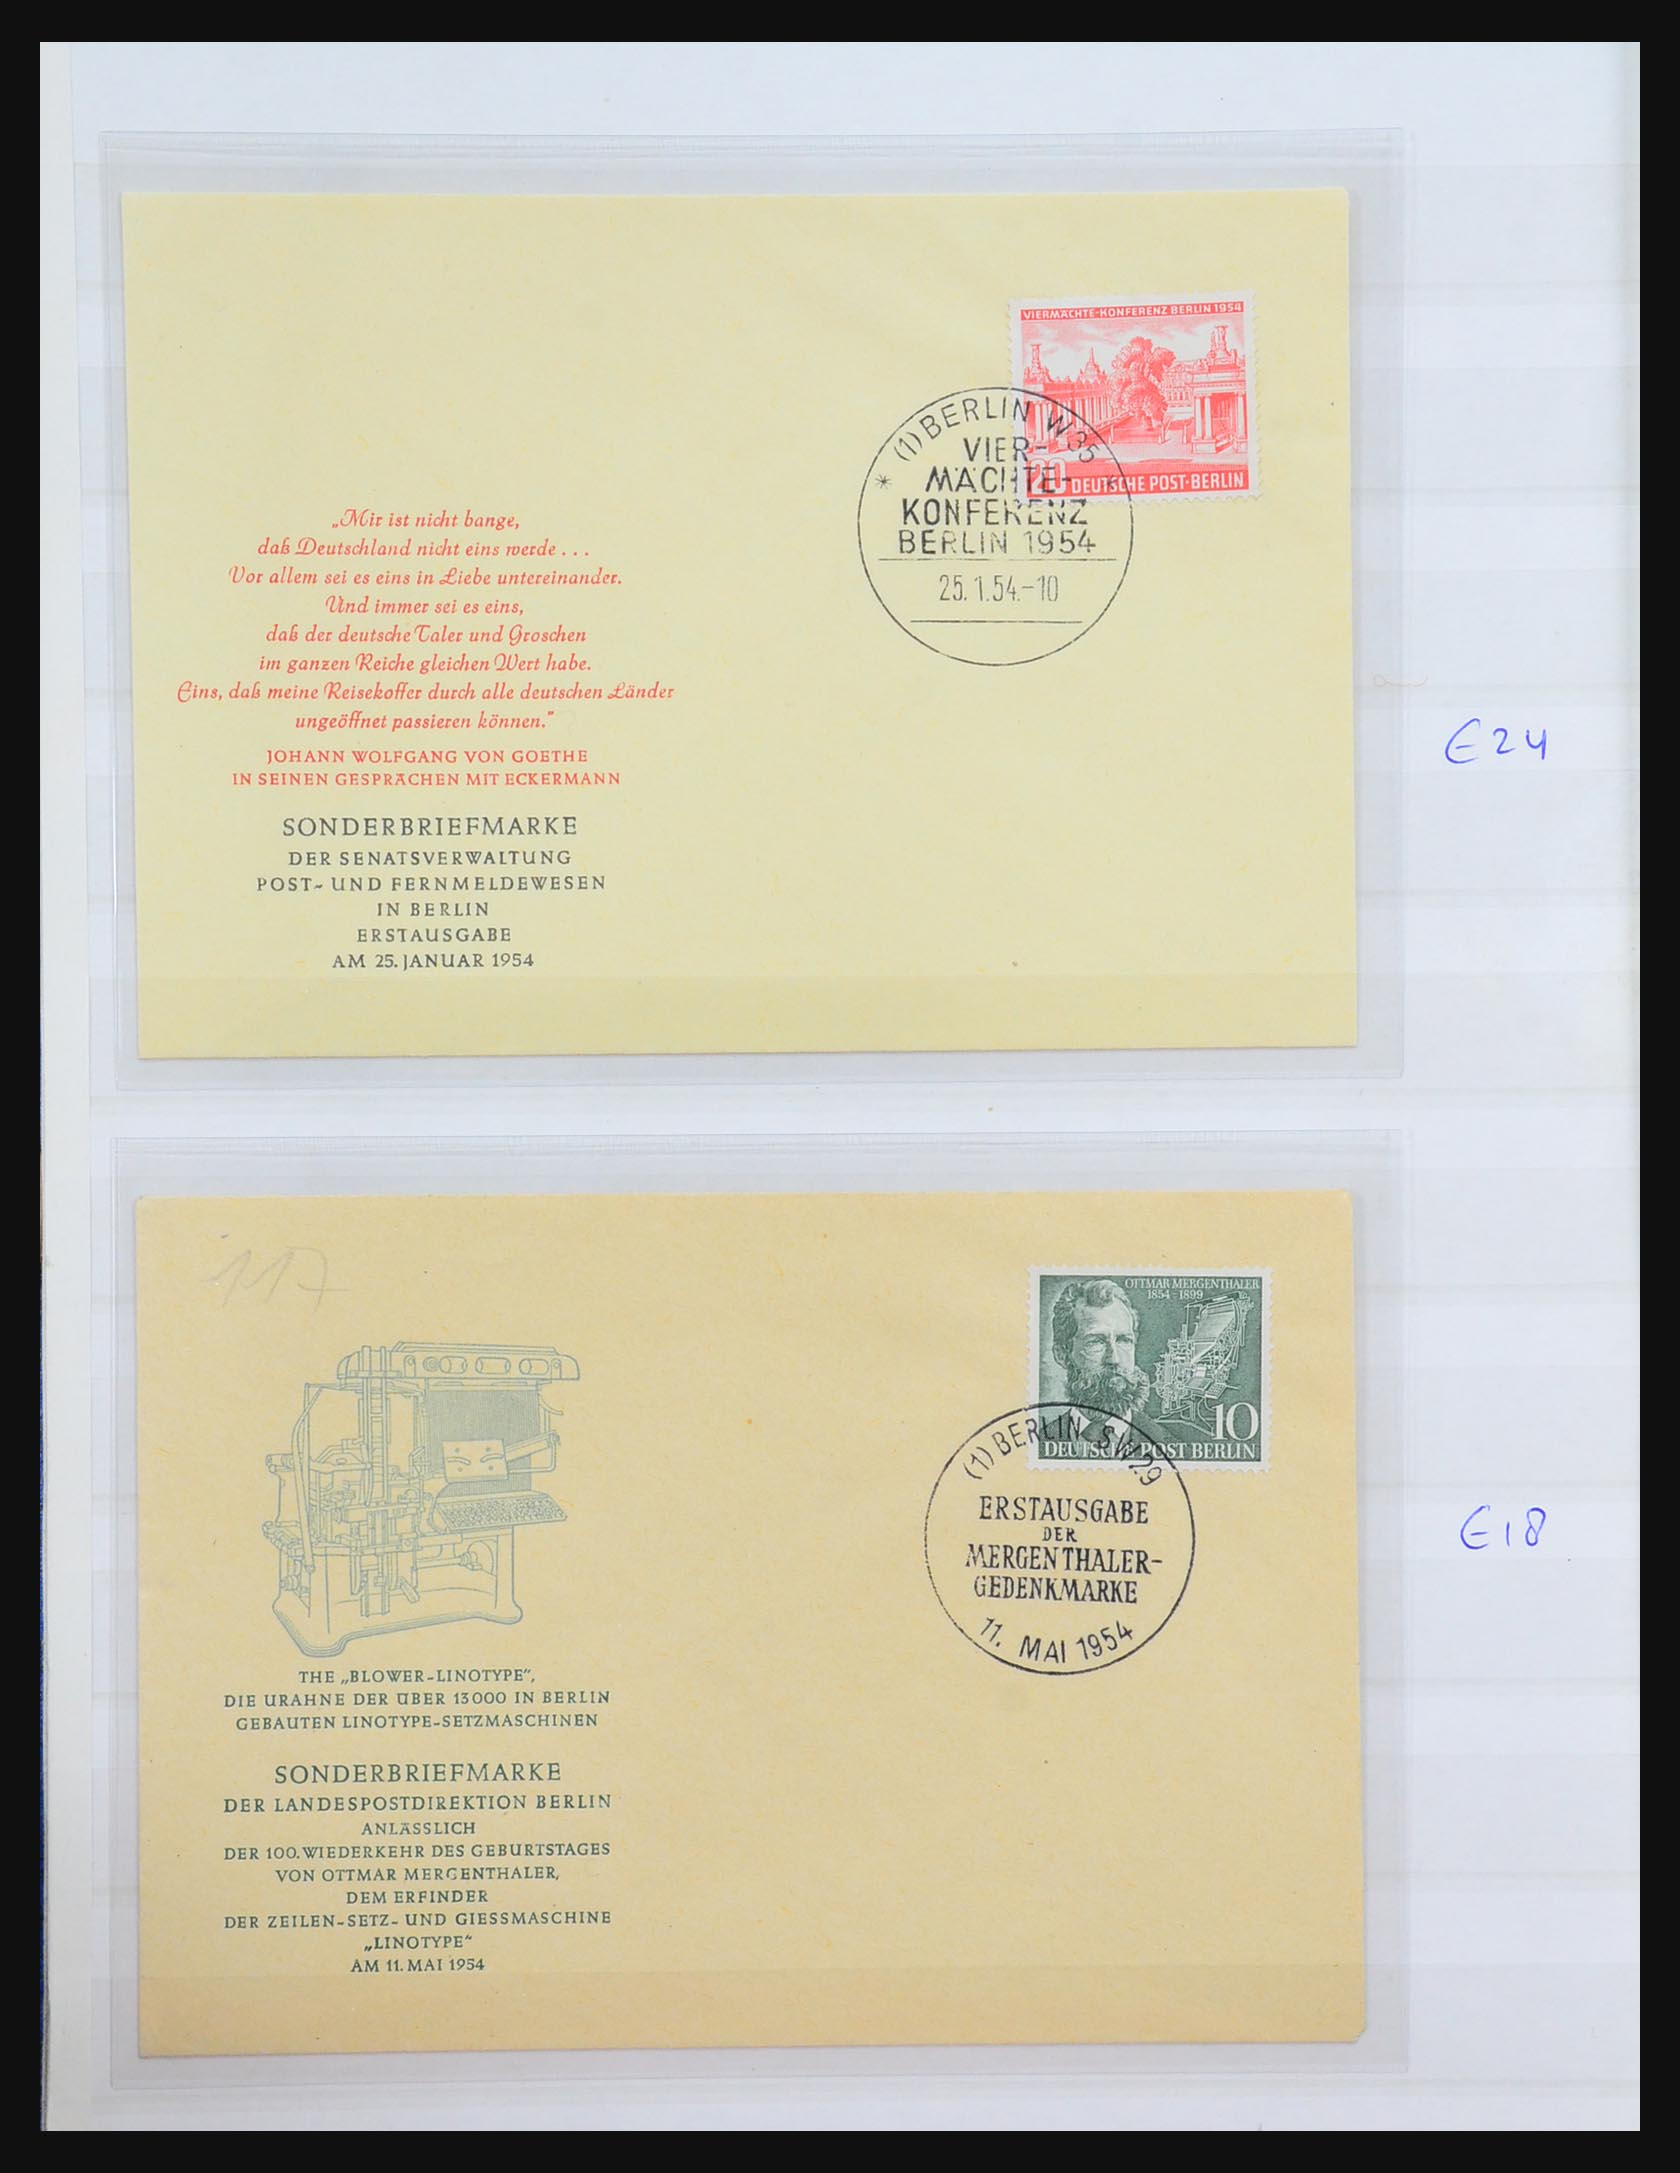 VIERMÄCHTE-KONFERENZ BERLIN 1954
20 DEUTSCHE POST·BERLIN
(1) BERLIN W 35
VIER-
MÄCHTE-
KONFERENZ
BERLIN 1954
25.1.54.-10
„Mir ist nicht bange,
daß Deutschland nicht eins werde . . .
Vor allem sei es eins in Liebe untereinander.
Und immer sei es eins,
daß der deutsche Taler und Groschen
im ganzen Reiche gleichen Wert habe.
Eins, daß meine Reisekoffer durch alle deutschen Länder
ungeöffnet passieren können.”
JOHANN WOLFGANG VON GOETHE
IN SEINEN GESPRÄCHEN MIT ECKERMANN
SONDERBRIEFMARKE
DER SENATSVERWALTUNG
POST- UND FERNMELDEWESEN
IN BERLIN
ERSTAUSGABE
AM 25. JANUAR 1954
€24
117
OTTMAR MERGENTHALER
1854-1899
10
DEUTSCHE POST BERLIN
(1) BERLIN SW 29
ERSTAUSGABE
DER
MERGENTHALER-
GEDENKMARKE
11. MAI 1954
THE „BLOWER-LINOTYPE“,
DIE URAHNE DER ÜBER 13000 IN BERLIN
GEBAUTEN LINOTYPE-SETZMASCHINEN
SONDERBRIEFMARKE
DER LANDESPOSTDIREKTION BERLIN
ANLÄSSLICH
DER 100. WIEDERKEHR DES GEBURTSTAGES
VON OTTMAR MERGENTHALER,
DEM ERFINDER
DER ZEILEN-SETZ- UND GIESSMASCHINE
„LINOTYPE“
AM 11. MAI 1954
€18